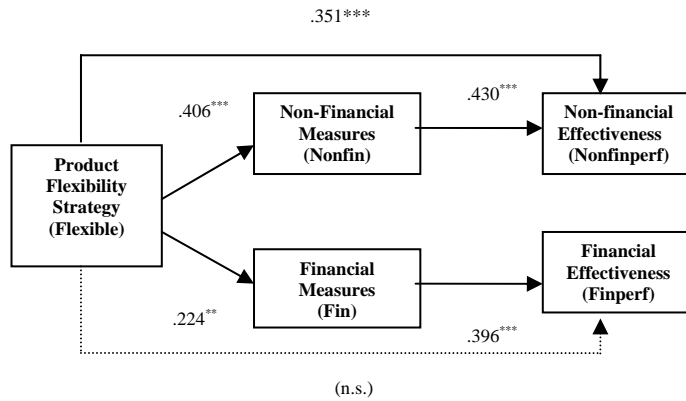 .351***
.406***
.430***
Non-Financial
Measures
(Nonfin)
Non-financial
Effectiveness
(Nonfinperf)
Product
Flexibility
Strategy
(Flexible)
Financial
Measures
(Fin)
Financial
Effectiveness
(Finperf)
.224**
.396***
(n.s.)